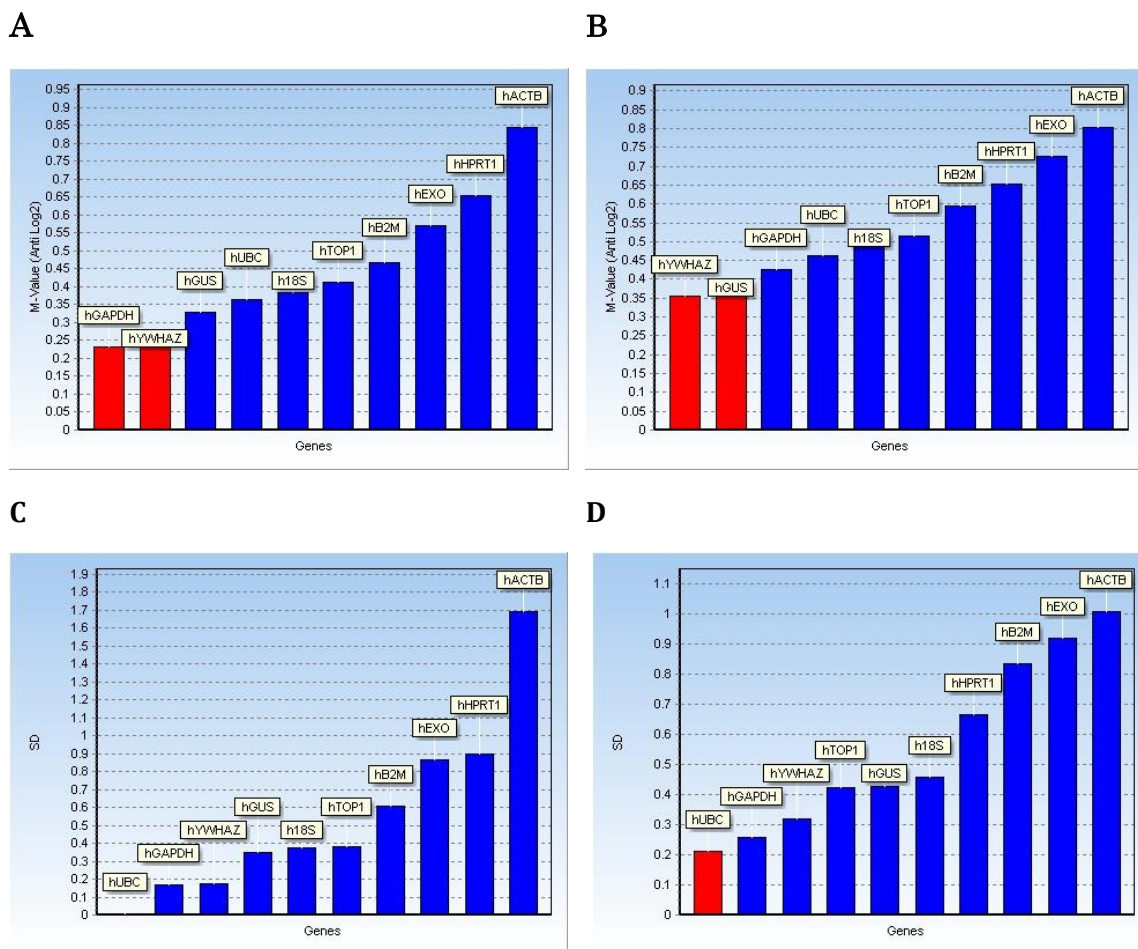 A
M-Value (Anti Log2)
0.95
0.9
0.85
0.8
0.75
0.7
0.65
0.6
0.55
0.5
0.45
0.4
0.35
0.3
0.25
0.2
0.15
0.1
0.05
0
hGAPDH
hYWHAZ
hGUS
hUBC
h18S
hTOP1
hB2M
hEXO
hHPRT1
hACTB
Genes
B
M-Value (Anti Log2)
0.9
0.85
0.8
0.75
0.7
0.65
0.6
0.55
0.5
0.45
0.4
0.35
0.3
0.25
0.2
0.15
0.1
0.05
0
hYWHAZ
hGUS
hGAPDH
hUBC
h18S
hTOP1
hB2M
hHPRT1
hEXO
hACTB
Genes
C
SD
1.9
1.8
1.7
1.6
1.5
1.4
1.3
1.2
1.1
1
0.9
0.8
0.7
0.6
0.5
0.4
0.3
0.2
0.1
0
hUBC
hGAPDH
hYWHAZ
hGUS
h18S
hTOP1
hB2M
hEXO
hHPRT1
hACTB
Genes
D
SD
1.1
1
0.9
0.8
0.7
0.6
0.5
0.4
0.3
0.2
0.1
0
hUBC
hGAPDH
hYWHAZ
hTOP1
hGUS
h18S
hHPRT1
hB2M
hEXO
hACTB
Genes